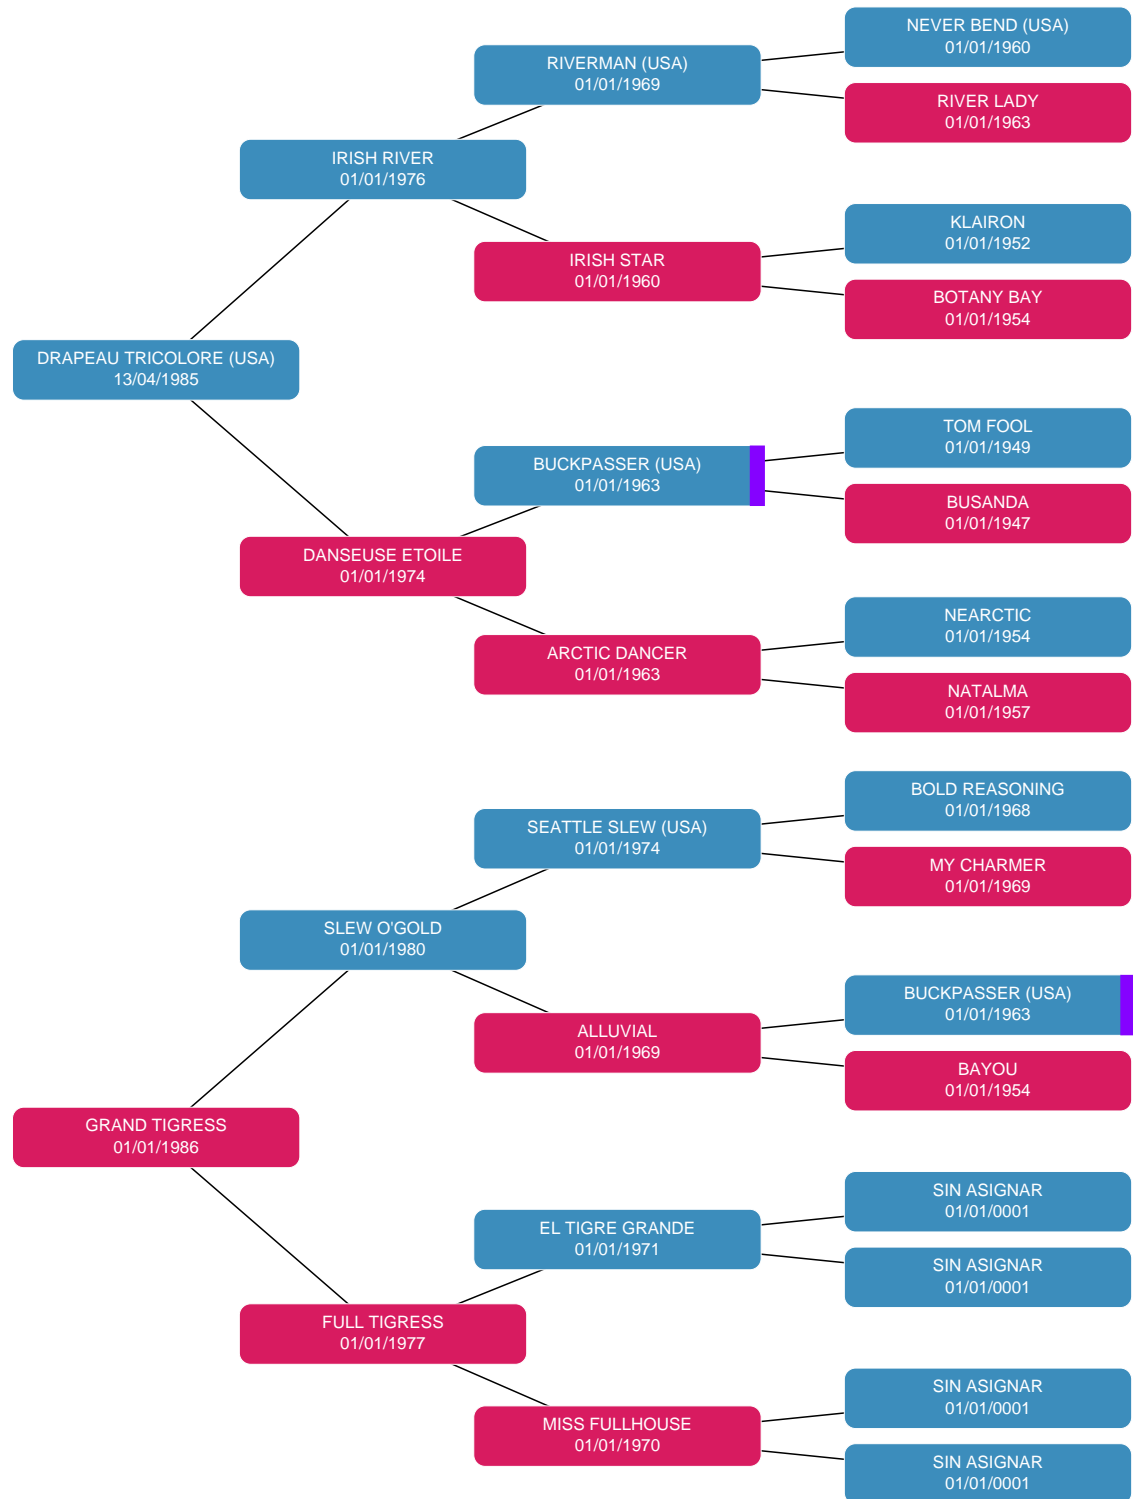 NEVER BEND (USA)
01/01/1960
RIVERMAN (USA)
01/01/1969
RIVER LADY
01/01/1963
IRISH RIVER
01/01/1976
KLAIRON
01/01/1952
IRISH STAR
01/01/1960
BOTANY BAY
01/01/1954
DRAPEAU TRICOLORE (USA)
13/04/1985
TOM FOOL
01/01/1949
BUCKPASSER (USA)
01/01/1963
BUSANDA
01/01/1947
DANSEUSE ETOILE
01/01/1974
NEARCTIC
01/01/1954
ARCTIC DANCER
01/01/1963
NATALMA
01/01/1957
BOLD REASONING
01/01/1968
SEATTLE SLEW (USA)
01/01/1974
MY CHARMER
01/01/1969
SLEW O'GOLD
01/01/1980
BUCKPASSER (USA)
01/01/1963
ALLUVIAL
01/01/1969
BAYOU
01/01/1954
GRAND TIGRESS
01/01/1986
SIN ASIGNAR
01/01/0001
EL TIGRE GRANDE
01/01/1971
SIN ASIGNAR
01/01/0001
FULL TIGRESS
01/01/1977
SIN ASIGNAR
01/01/0001
MISS FULLHOUSE
01/01/1970
SIN ASIGNAR
01/01/0001